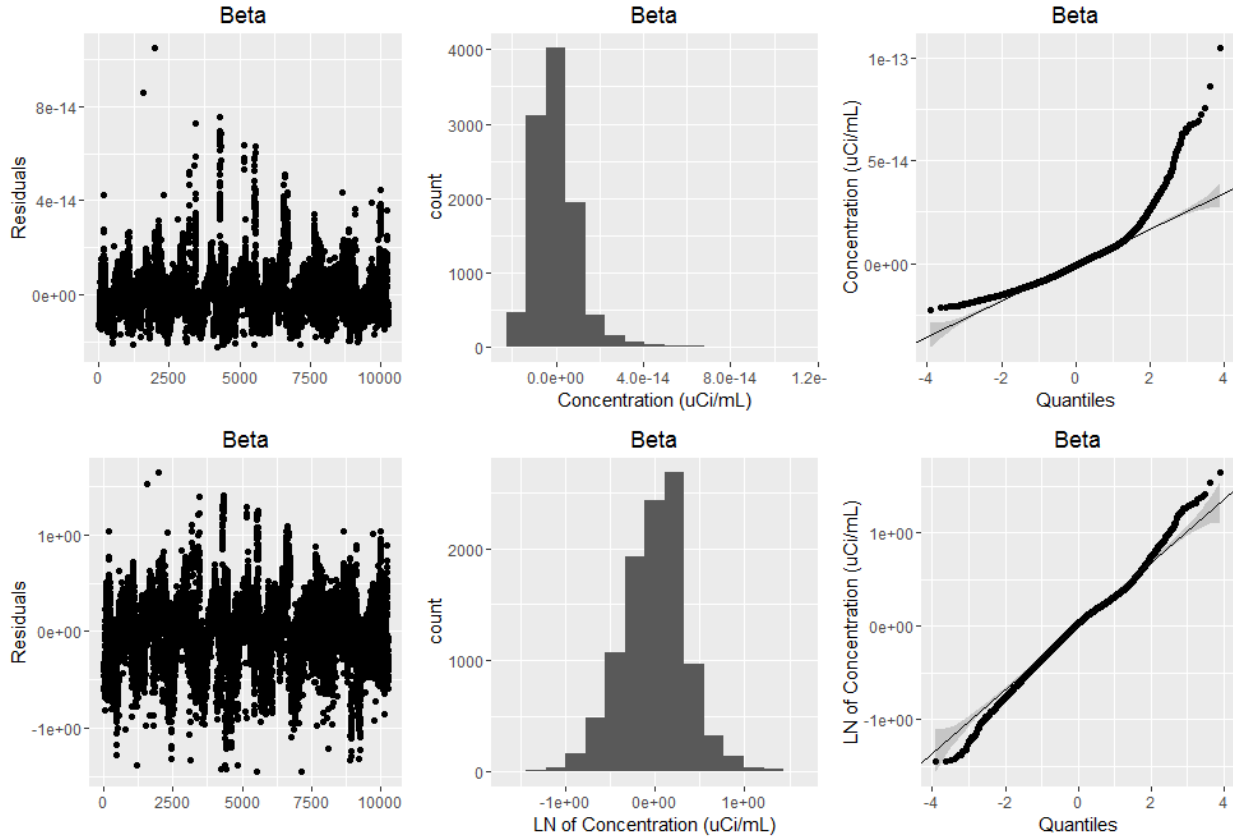 Beta
Residuals
8e-14
4e-14
0e+00
0
2500
5000
7500
10000
Beta
count
4000
3000
2000
1000
0
0.0e+00
4.0e-14
8.0e-14
1.2e-
Concentration (uCi/mL)
Beta
Concentration (uCi/mL)
1e-13
5e-14
0e+00
-4
-2
0
2
4
Quantiles
Beta
Residuals
1e+00
0e+00
-1e+00
0
2500
5000
7500
10000
Beta
count
2000
1000
0
-1e+00
0e+00
1e+00
LN of Concentration (uCi/mL)
Beta
LN of Concentration (uCi/mL)
1e+00
0e+00
-1e+00
-4
-2
0
2
4
Quantiles